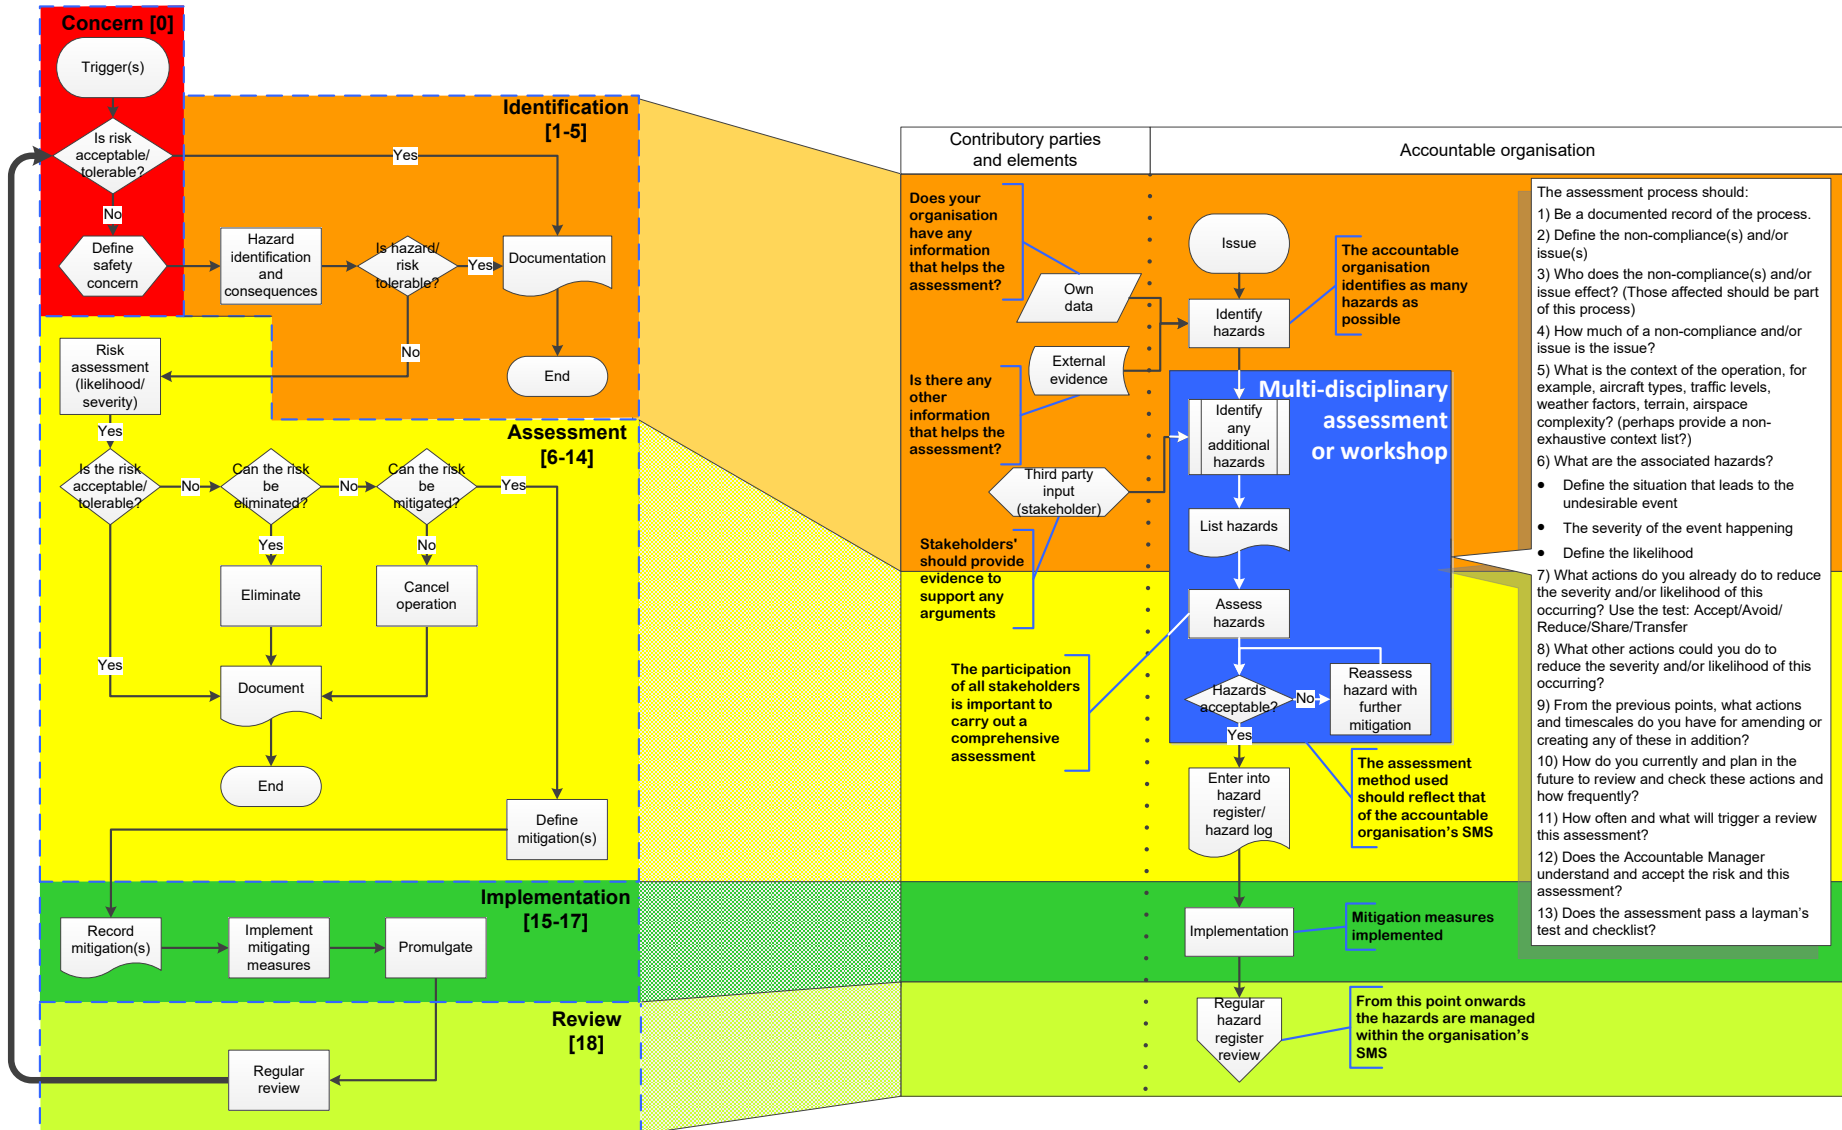 Concern [0]
Trigger(s)
Is risk
acceptable/
tolerable?
Yes
No
Define
safety
concern
Identification
[1-5]
Hazard
identification
and
consequences
Is hazard/
risk
tolerable?
Yes
No
Documentation
End
Risk
assessment
(likelihood/
severity)
Yes
Assessment
[6-14]
Is the risk
acceptable/
tolerable?
No
Can the risk
be
eliminated?
No
Can the risk
be
mitigated?
Yes
Yes
No
Eliminate
Cancel
operation
Yes
Document
End
Define
mitigation(s)
Implementation
[15-17]
Record
mitigation(s)
Implement
mitigating
measures
Promulgate
Review
[18]
Regular
review
Contributory parties
and elements
Accountable organisation
Does your
organisation
have any
information
that helps the
assessment?
Own
data
Issue
Identify
hazards
The accountable
organisation
identifies as many
hazards as
possible
Is there any
other
information
that helps the
assessment?
External
evidence
Multi-disciplinary
assessment
or workshop
Identify
any
additional
hazards
Third party
input
(stakeholder)
Stakeholders'
should provide
evidence to
support any
arguments
List hazards
Assess
hazards
The participation
of all stakeholders
is important to
carry out a
comprehensive
assessment
Hazards
acceptable?
No
Reassess
hazard with
further
mitigation
Yes
Enter into
hazard
register/
hazard log
The assessment
method used
should reflect that
of the accountable
organisation’s SMS
Implementation
Mitigation measures
implemented
Regular
hazard
register
review
From this point onwards
the hazards are managed
within the organisation’s
SMS
The assessment process should:
1) Be a documented record of the process.
2) Define the non-compliance(s) and/or
issue(s)
3) Who does the non-compliance(s) and/or
issue effect? (Those affected should be part
of this process)
4) How much of a non-compliance and/or
issue is the issue?
5) What is the context of the operation, for
example, aircraft types, traffic levels,
weather factors, terrain, airspace
complexity? (perhaps provide a non-
exhaustive context list?)
6) What are the associated hazards?
• Define the situation that leads to the
undesirable event
• The severity of the event happening
• Define the likelihood
7) What actions do you already do to reduce
the severity and/or likelihood of this
occurring? Use the test: Accept/Avoid/
Reduce/Share/Transfer
8) What other actions could you do to
reduce the severity and/or likelihood of this
occurring?
9) From the previous points, what actions
and timescales do you have for amending or
creating any of these in addition?
10) How do you currently and plan in the
future to review and check these actions and
how frequently?
11) How often and what will trigger a review
this assessment?
12) Does the Accountable Manager
understand and accept the risk and this
assessment?
13) Does the assessment pass a layman’s
test and checklist?